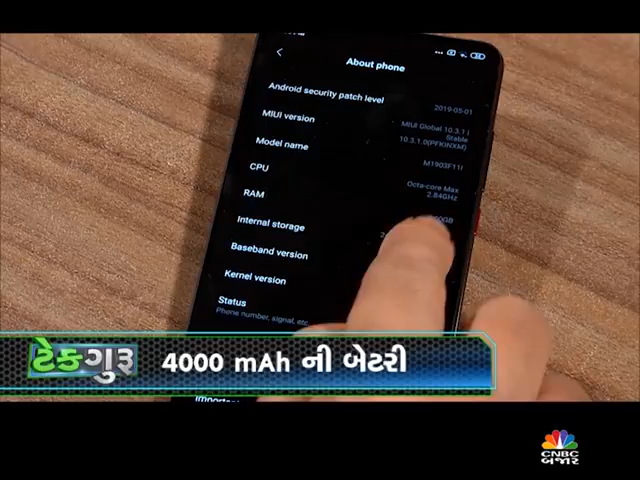 About phone
Android security patch level
2019-05-01
MIUI version
MIUI Global 10.3.1 |
Stable
10.3.1.0(PFKINXM)
Model name
M1903F11I
CPU
Octa-core Max
2.84GHz
RAM
Internal storage
Baseband version
Kernel version
Status
Phone number, signal, etc.
ટેકગુરૂ 4000 mAh ની બેટરી
CNBC
બજાર